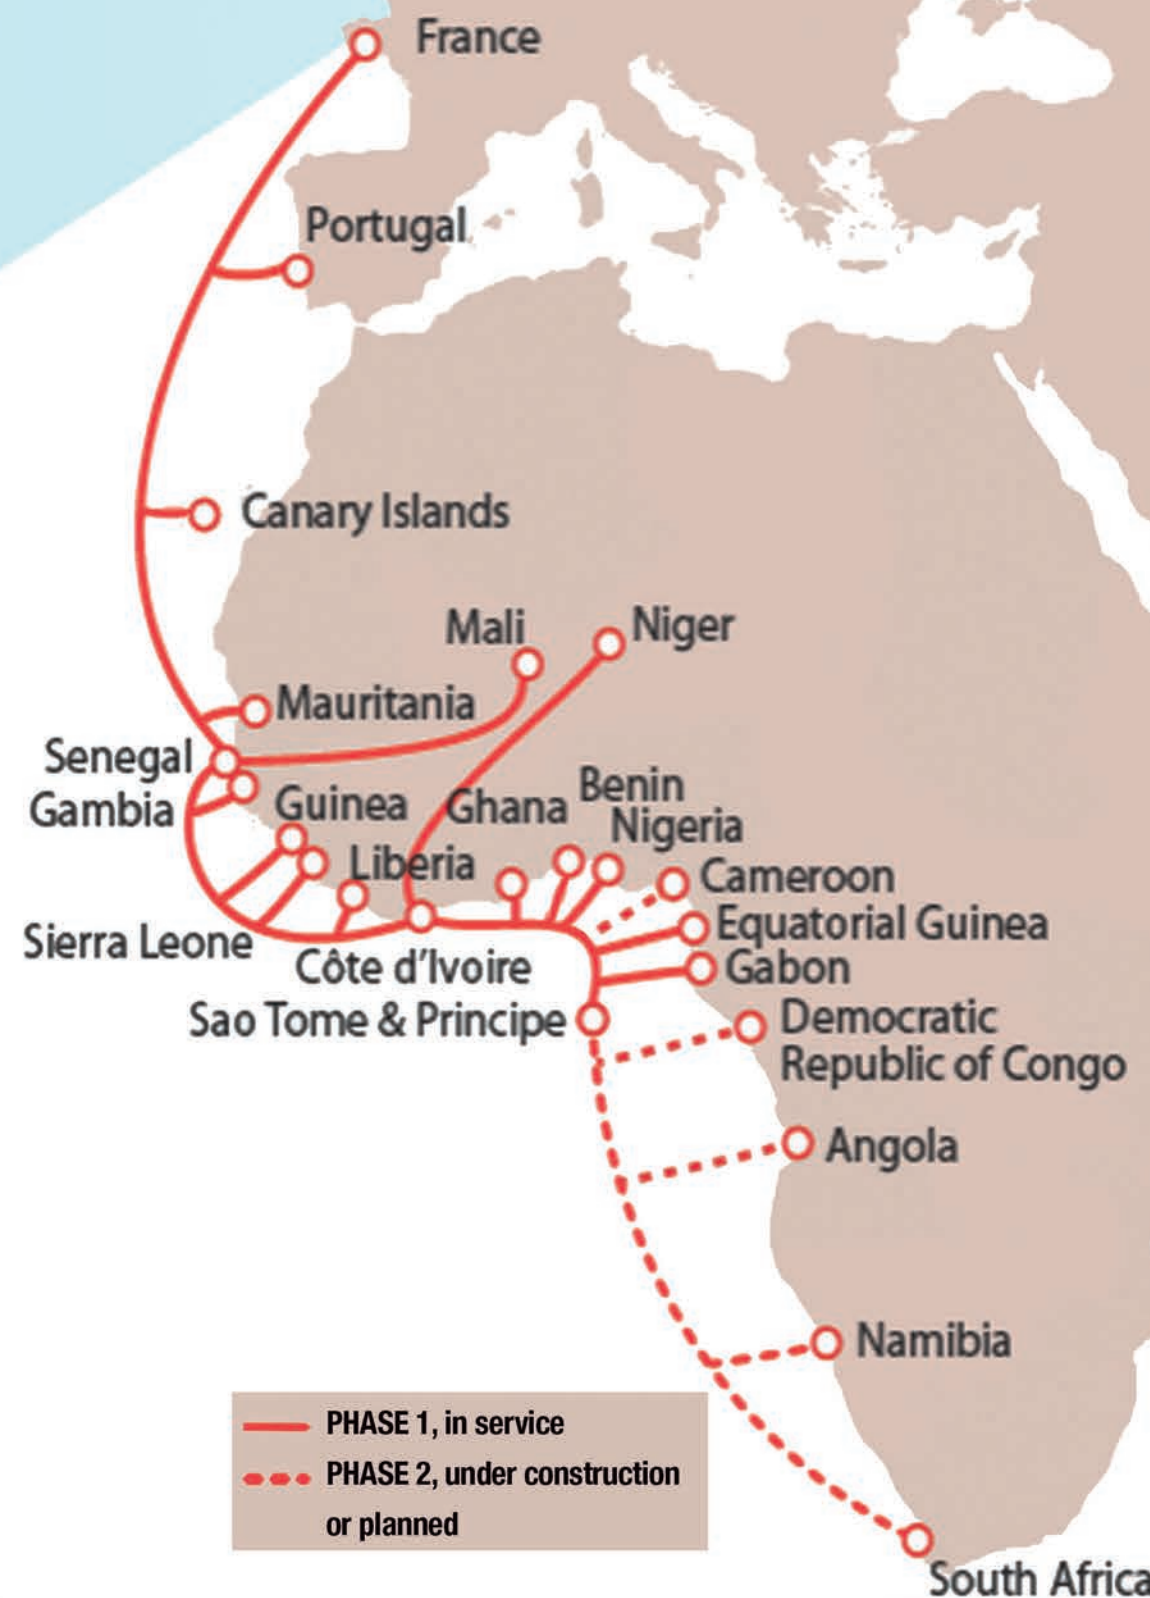 France
Portugal
Canary Islands
Mali
Niger
Mauritania
Senegal
Gambia
Guinea
Ghana
Benin
Nigeria
Liberia
Cameroon
Sierra Leone
Equatorial Guinea
Côte d'Ivoire
Gabon
Sao Tome & Principe
Democratic
Republic of Congo
Angola
Namibia
PHASE 1, in service
PHASE 2, under construction
or planned
South Africa